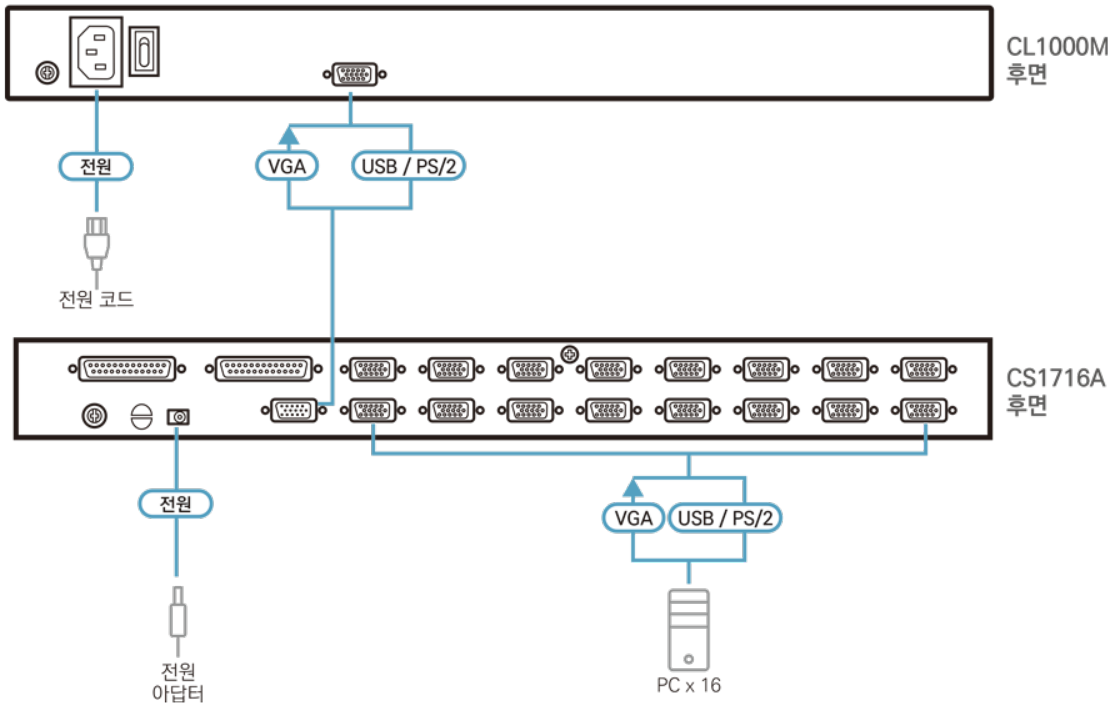 CL1000M
후면
전원
VGA
USB / PS/2
전원 코드
CS1716A
후면
전원
VGA
USB / PS/2
전원
아답터
PC x 16